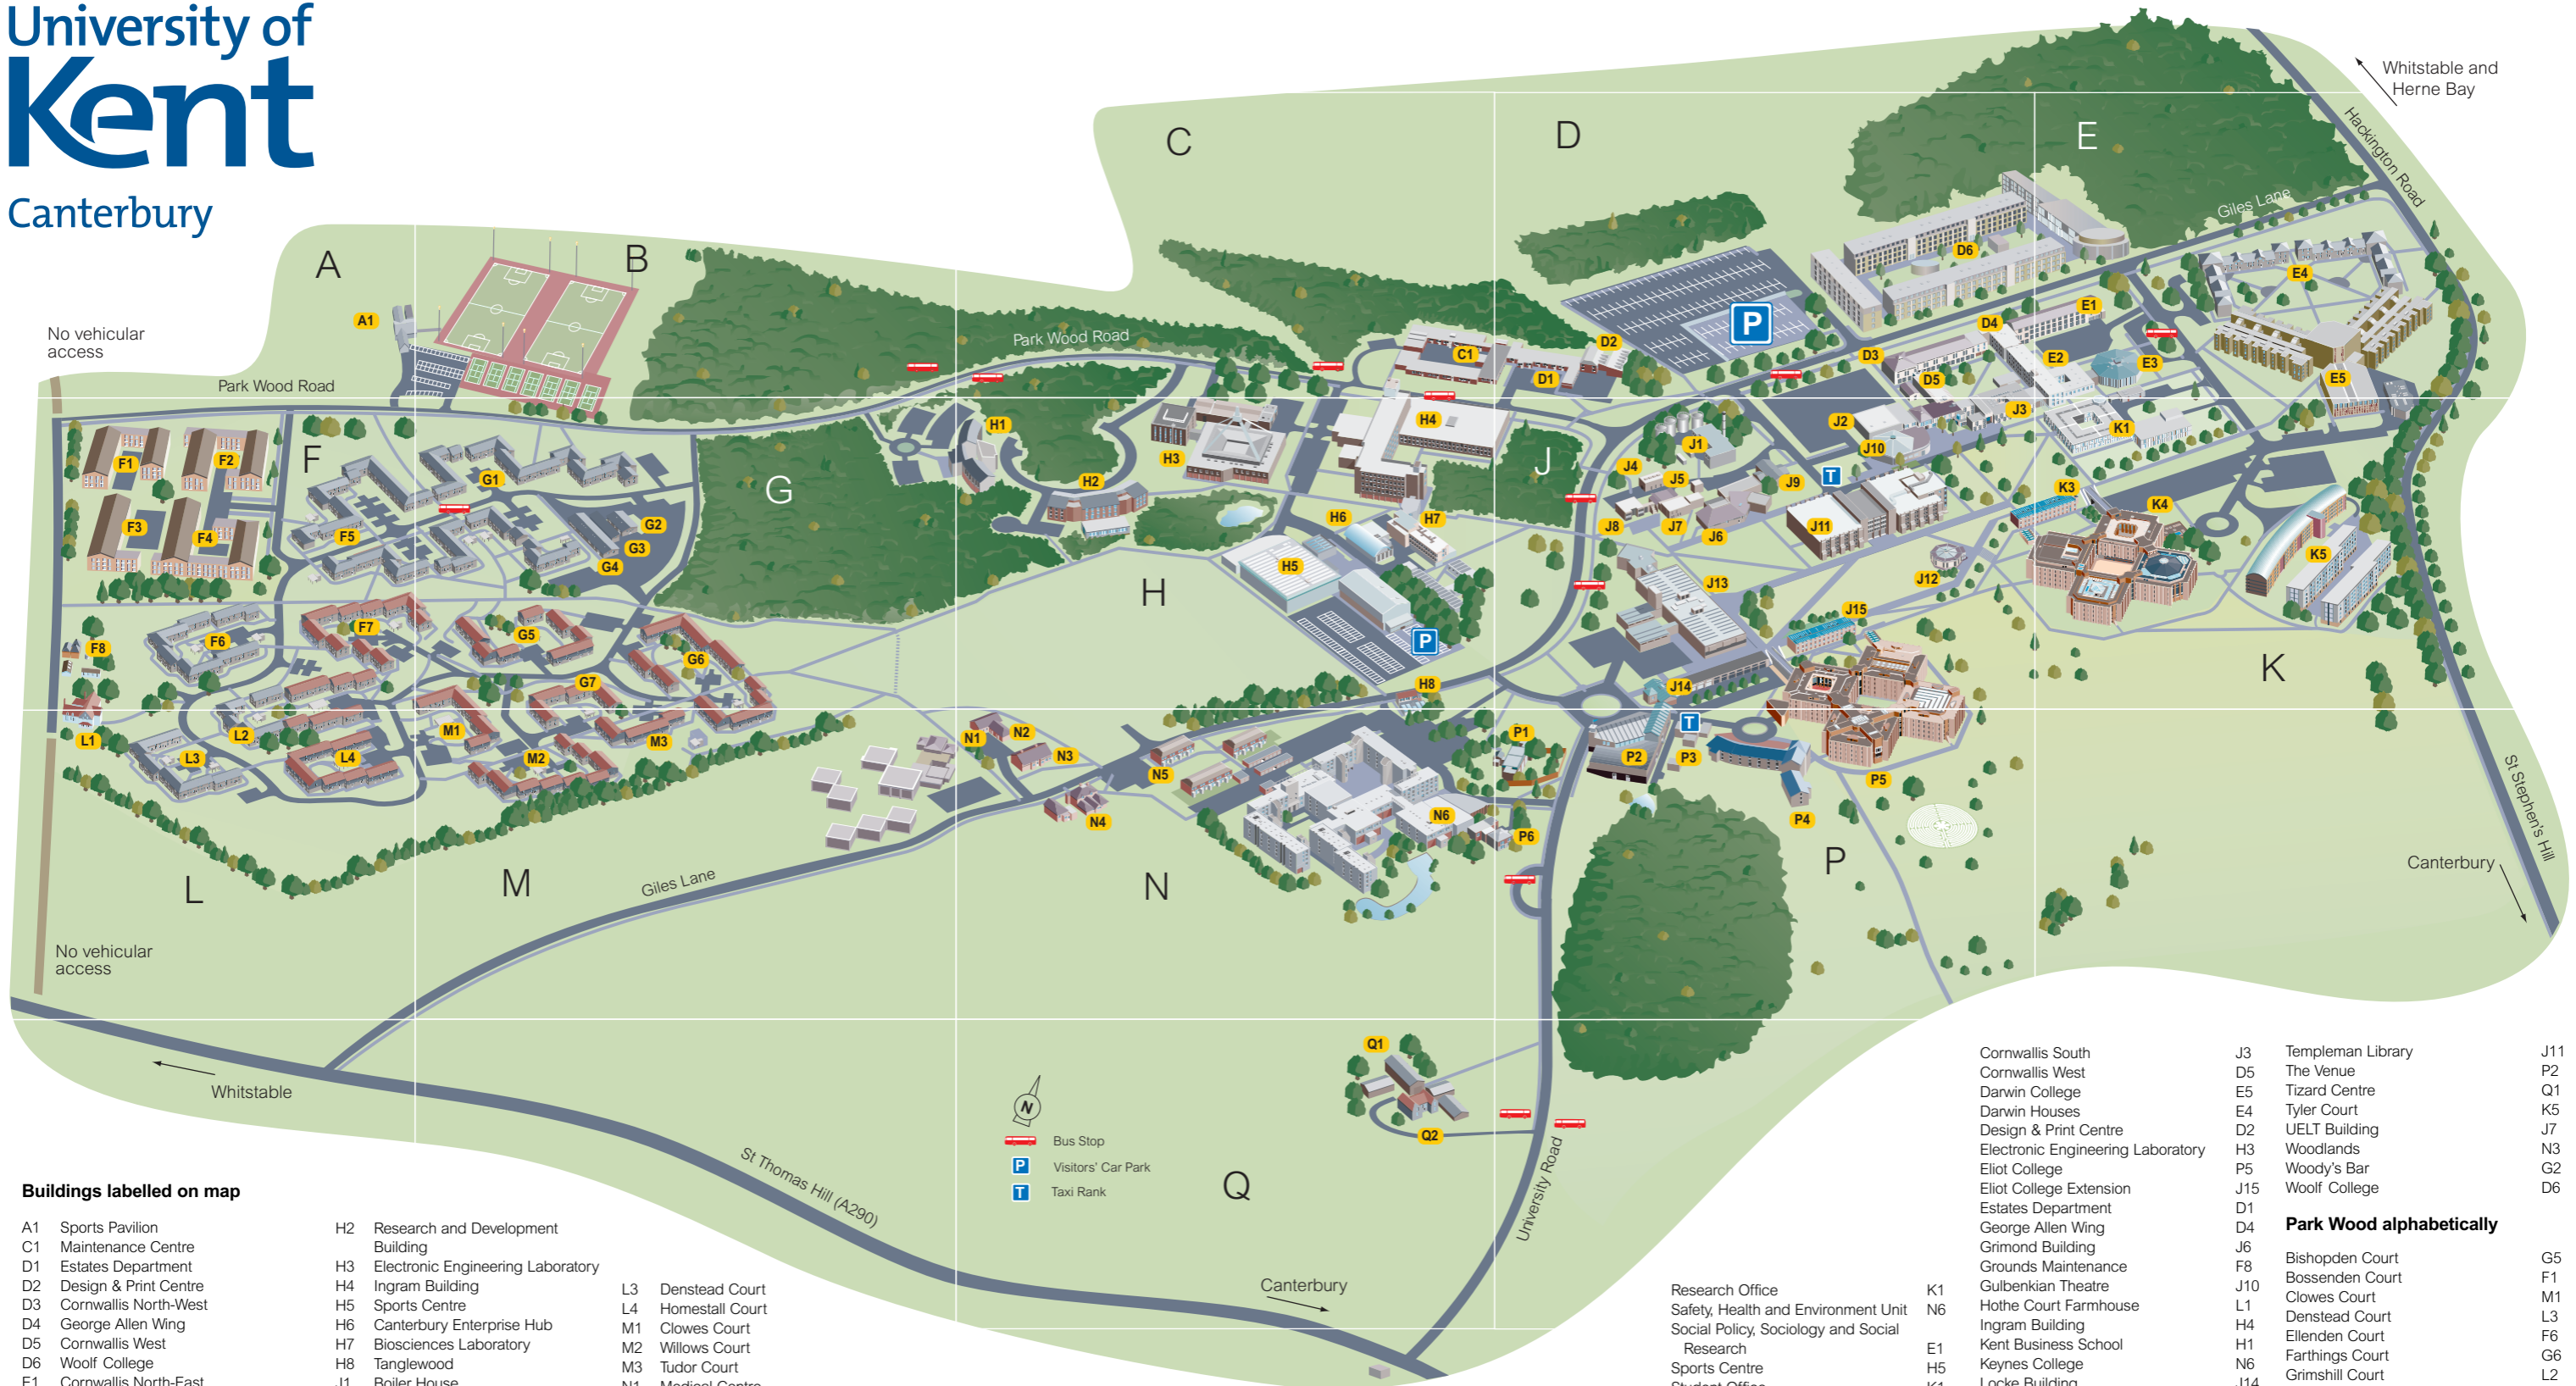 University of
Kent
Canterbury
Whitstable and
Herne Bay
Hackington Road
Giles Lane
A
B
C
D
E
No vehicular
access
Park Wood Road
Park Wood Road
A1
C1
D1
D2
P
D3
D4
D5
D6
E1
E2
E3
E4
E5
F
G
H
J
K
F1
F2
F3
F4
F5
F6
F7
F8
G1
G2
G3
G4
G5
G6
G7
H1
H2
H3
H4
H5
H6
H7
H8
P
J1
J2
J3
J4
J5
J6
J7
J8
J9
T
J10
J11
J12
J13
J14
J15
K1
K3
K4
K5
L
M
N
P
L1
L2
L3
L4
M1
M2
M3
N1
N2
N3
N4
N5
N6
P1
P2
P3
T
P4
P5
P6
Giles Lane
St Stephen's Hill
Canterbury
No vehicular
access
Whitstable
St Thomas Hill (A290)
N
Bus Stop
P Visitors' Car Park
T Taxi Rank
Q1
Q2
Q
University Road
Canterbury
Buildings labelled on map
A1 Sports Pavilion
C1 Maintenance Centre
D1 Estates Department
D2 Design & Print Centre
D3 Cornwallis North-West
D4 George Allen Wing
D5 Cornwallis West
D6 Woolf College
E1 Cornwallis North-East
H2 Research and Development
Building
H3 Electronic Engineering Laboratory
H4 Ingram Building
H5 Sports Centre
H6 Canterbury Enterprise Hub
H7 Biosciences Laboratory
H8 Tanglewood
J1 Boiler House
L3 Denstead Court
L4 Homestall Court
M1 Clowes Court
M2 Willows Court
M3 Tudor Court
N1 Medical Centre
Research Office K1
Safety, Health and Environment Unit N6
Social Policy, Sociology and Social
Research E1
Sports Centre H5
Student Office K1
Cornwallis South J3
Cornwallis West D5
Darwin College E5
Darwin Houses E4
Design & Print Centre D2
Electronic Engineering Laboratory H3
Eliot College P5
Eliot College Extension J15
Estates Department D1
George Allen Wing D4
Grimond Building J6
Grounds Maintenance F8
Gulbenkian Theatre J10
Hothe Court Farmhouse L1
Ingram Building H4
Kent Business School H1
Keynes College N6
Locke Building J14
Templeman Library J11
The Venue P2
Tizard Centre Q1
Tyler Court K5
UELT Building J7
Woodlands N3
Woody's Bar G2
Woolf College D6
Park Wood alphabetically
Bishopden Court G5
Bossenden Court F1
Clowes Court M1
Denstead Court L3
Ellenden Court F6
Farthings Court G6
Grimshill Court L2